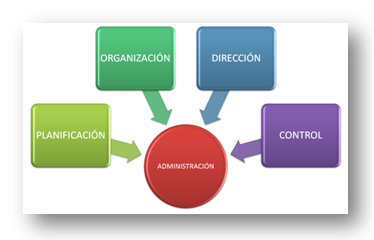 ORGANIZACIÓN
DIRECCIÓN
PLANIFICACIÓN
CONTROL
ADMINISTRACIÓN